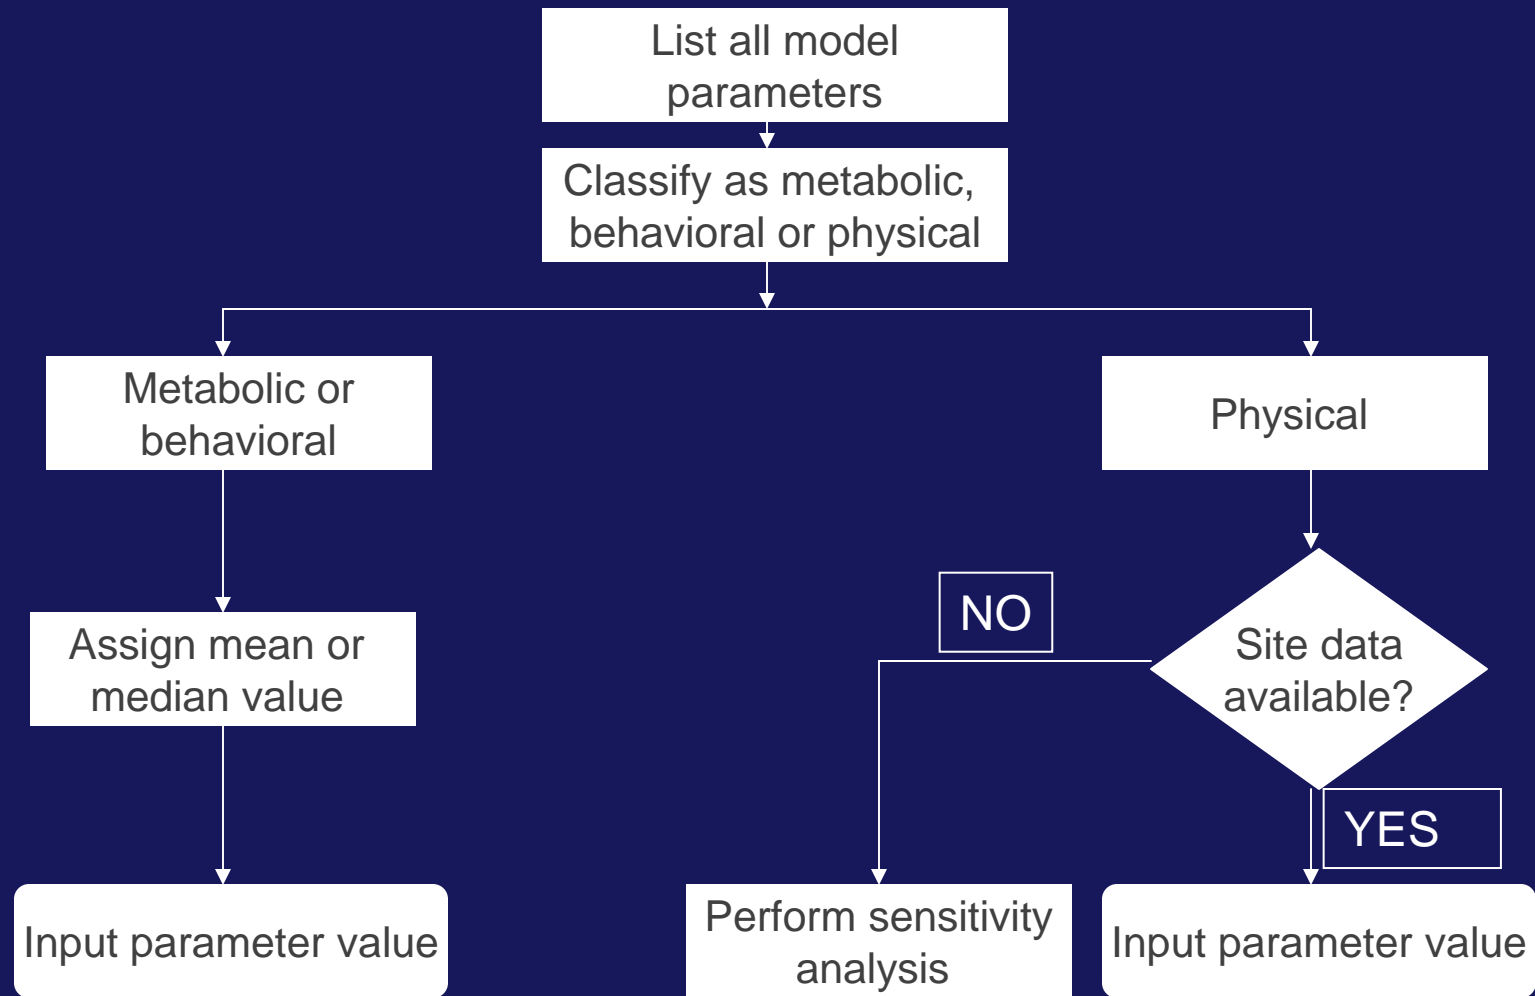 List all model
parameters
Classify as metabolic,
behavioral or physical
Metabolic or
behavioral
Physical
NO
Site data
available?
Assign mean or
median value
YES
Input parameter value
Perform sensitivity
analysis
Input parameter value